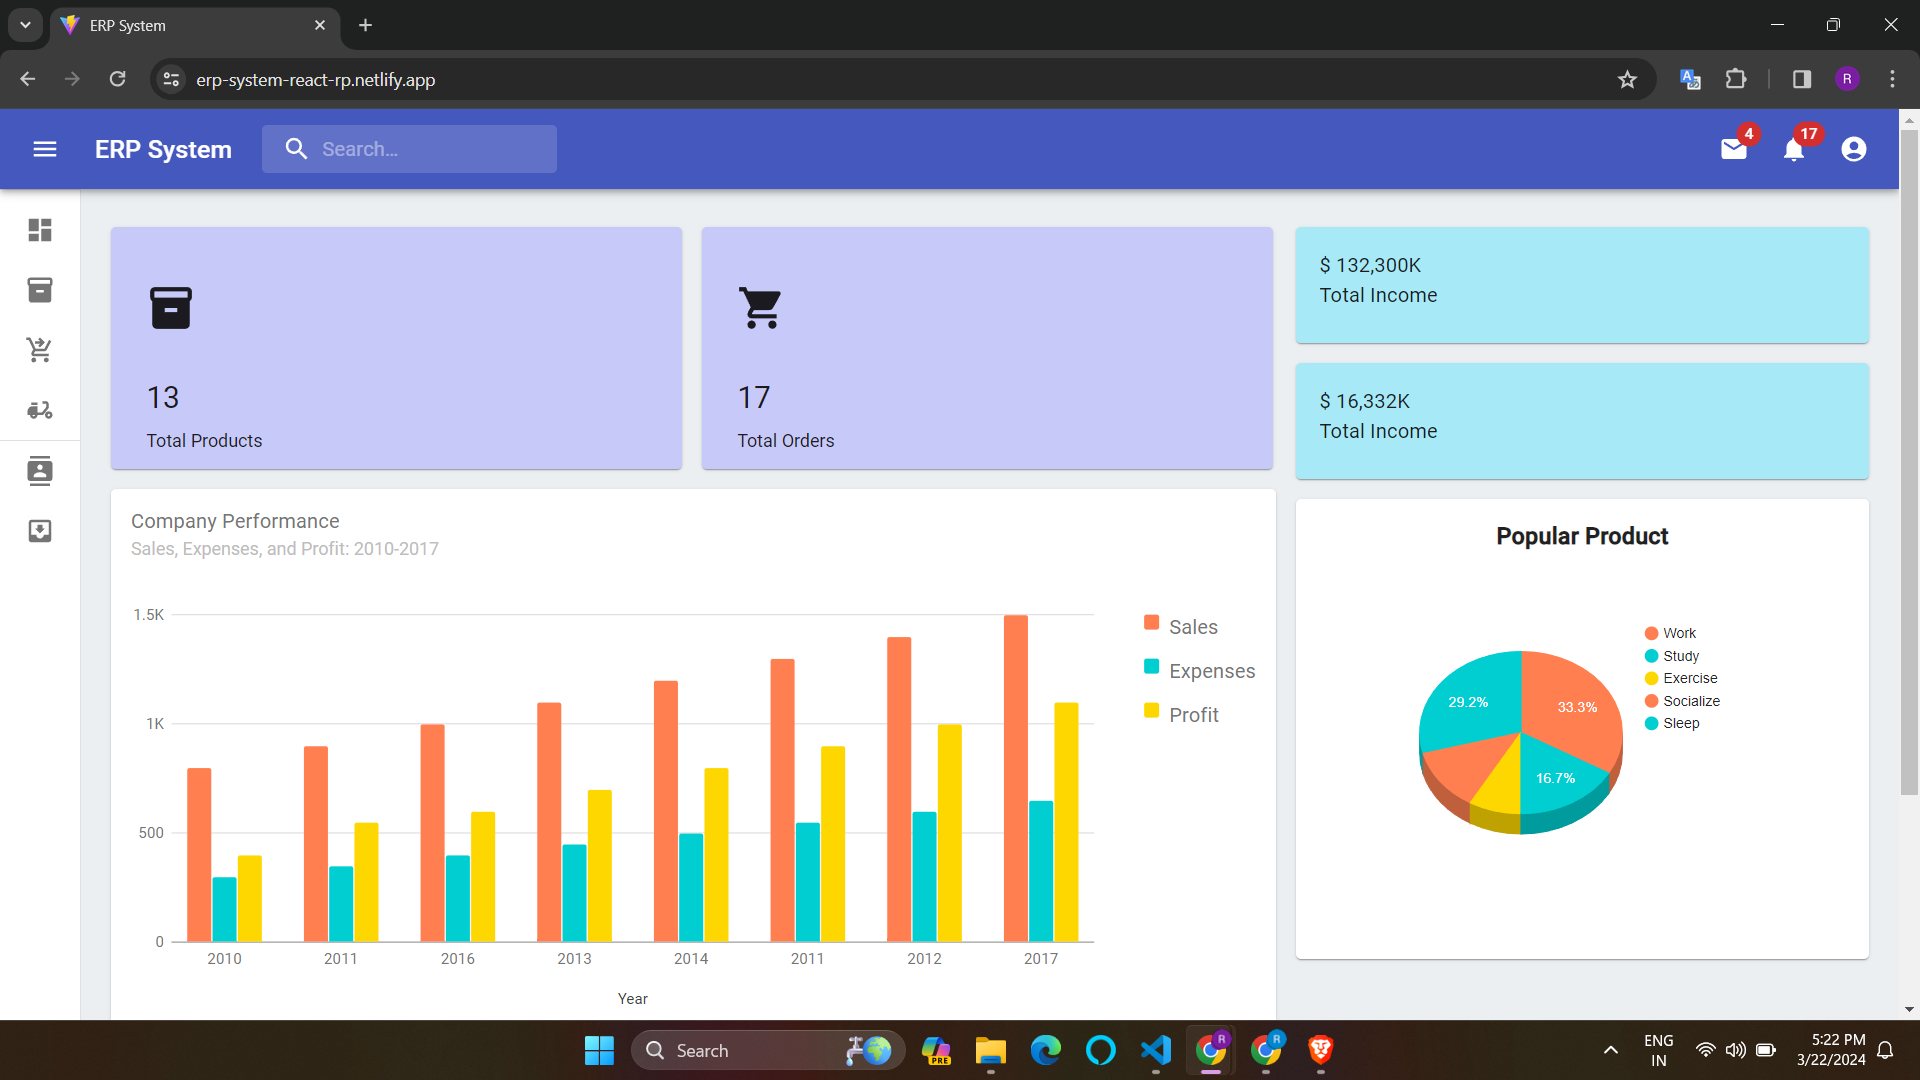 ERP System
erp-system-react-rp.netlify.app
R
ERP System
Search...
4
17
13
Total Products
17
Total Orders
$ 132,300K
Total Income
$ 16,332K
Total Income
Company Performance
Sales, Expenses, and Profit: 2010-2017
1.5K
1K
500
0
2010
2011
2016
2013
2014
2011
2012
2017
Year
Sales
Expenses
Profit
Popular Product
33.3%
16.7%
29.2%
Work
Study
Exercise
Socialize
Sleep
Search
PRE
R
R
ENG
IN
5:22 PM
3/22/2024